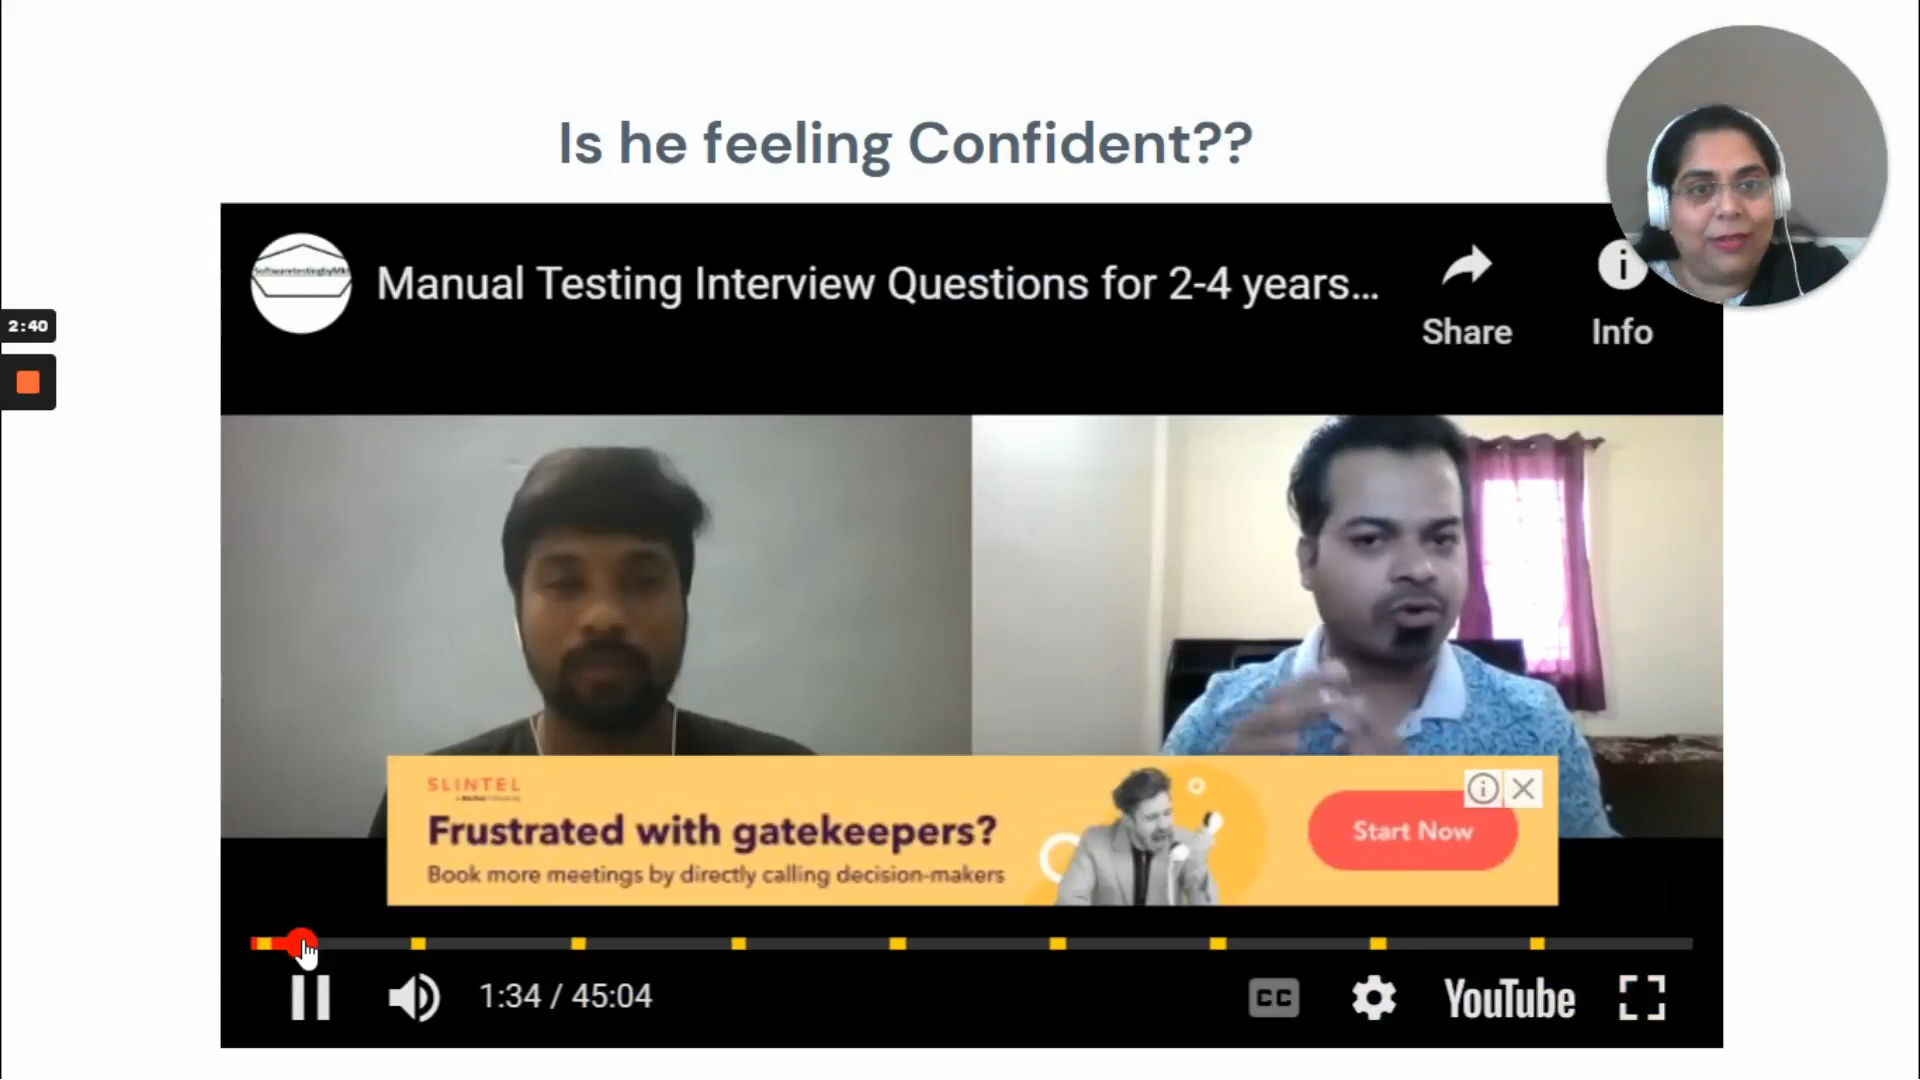 Is he feeling Confident??
SoftwaretestingbyMKT
Manual Testing Interview Questions for 2-4 years...
Share
Info
2:40
SLINTEL
Frustrated with gatekeepers?
Book more meetings by directly calling decision-makers
Start Now
1:34 / 45:04
CC
YouTube